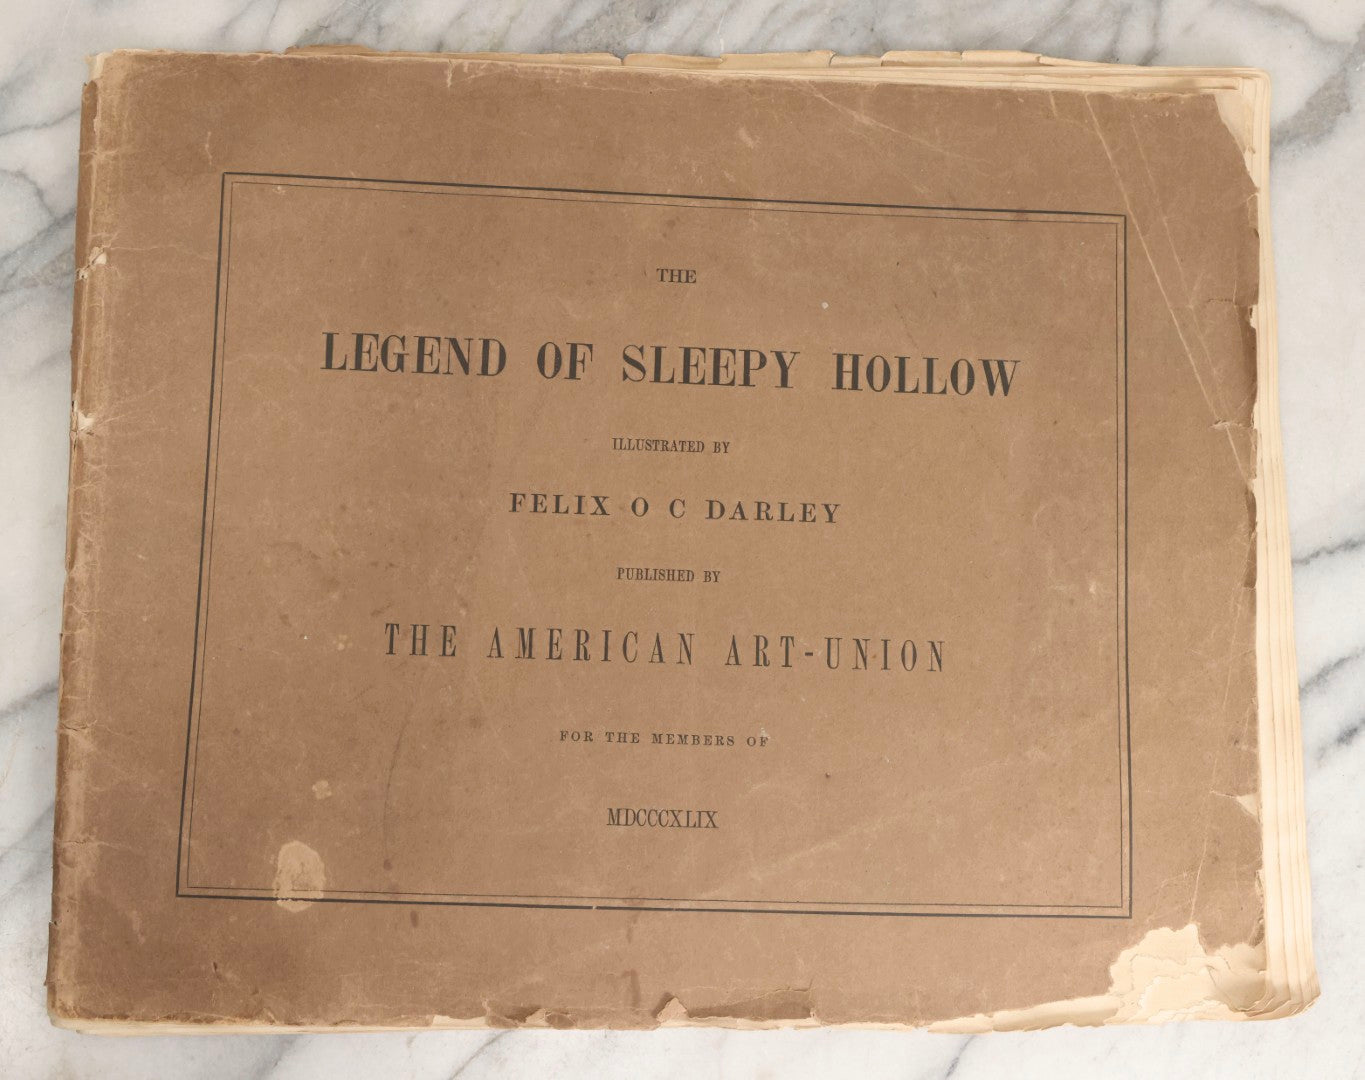 THE
LEGEND OF SLEEPY HOLLOW
ILLUSTRATED BY
FELIX O C DARLEY
PUBLISHED BY
THE AMERICAN ART-UNION
FOR THE MEMBERS OF
MDCCCXLIX